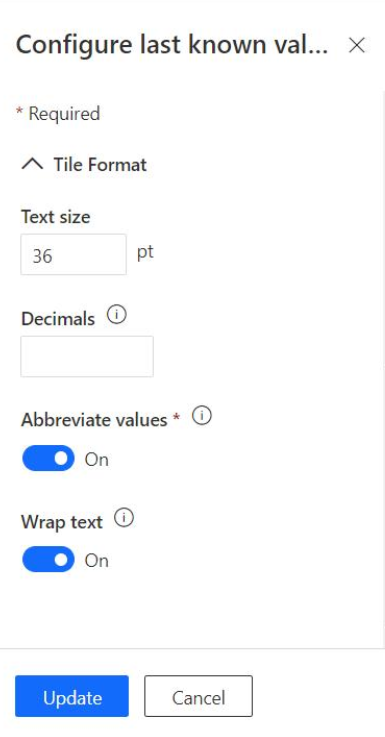 Configure last known val...
* Required
Tile Format
Text size
36 pt
Decimals
Abbreviate values *
On
Wrap text
On
Update Cancel